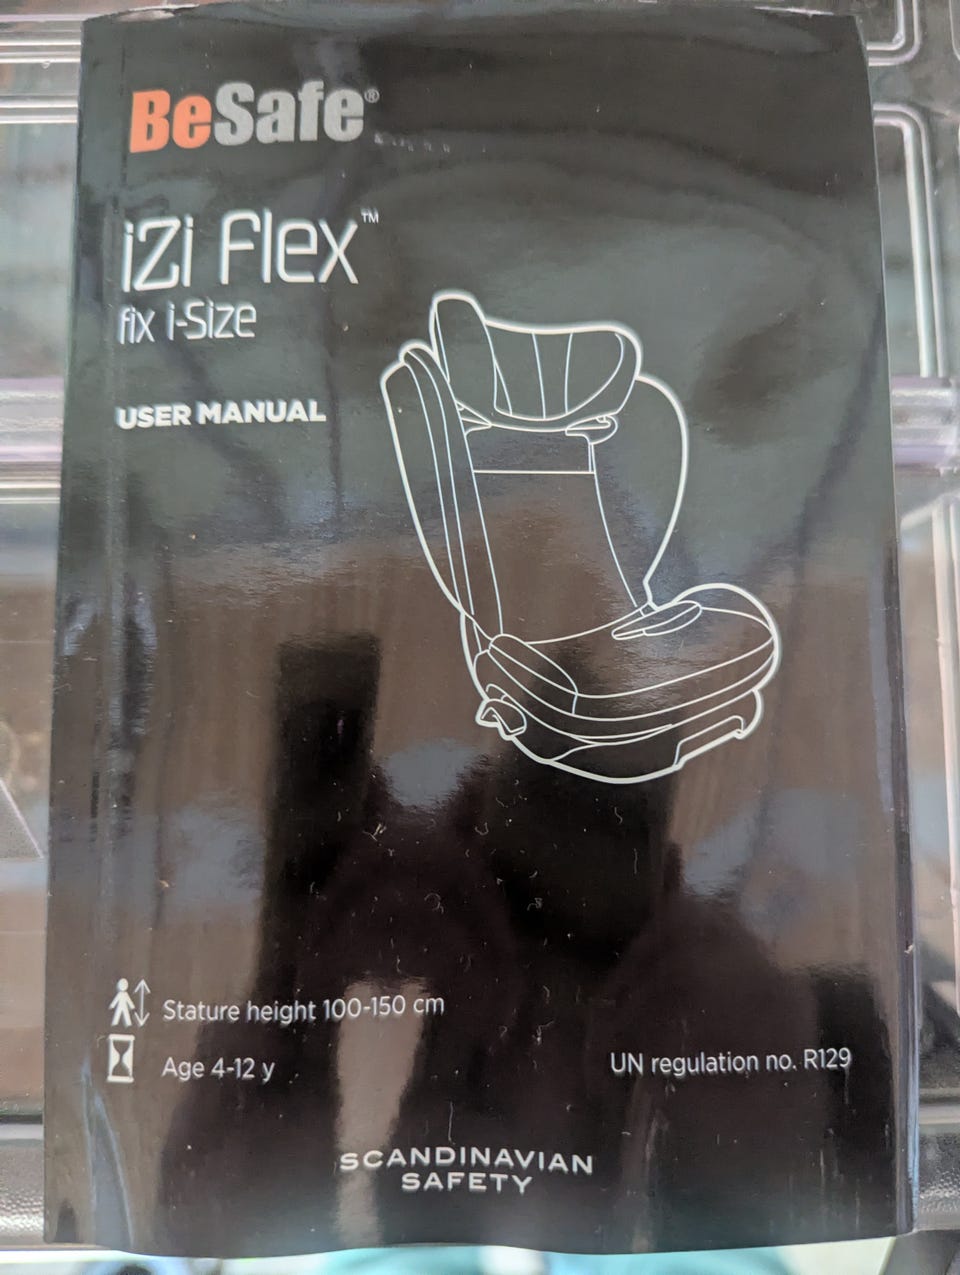 BeSafe®
iZi Flex™
fix i-Size
USER MANUAL
Stature height 100-150 cm
Age 4-12 y
UN regulation no. R129
SCANDINAVIAN
SAFETY